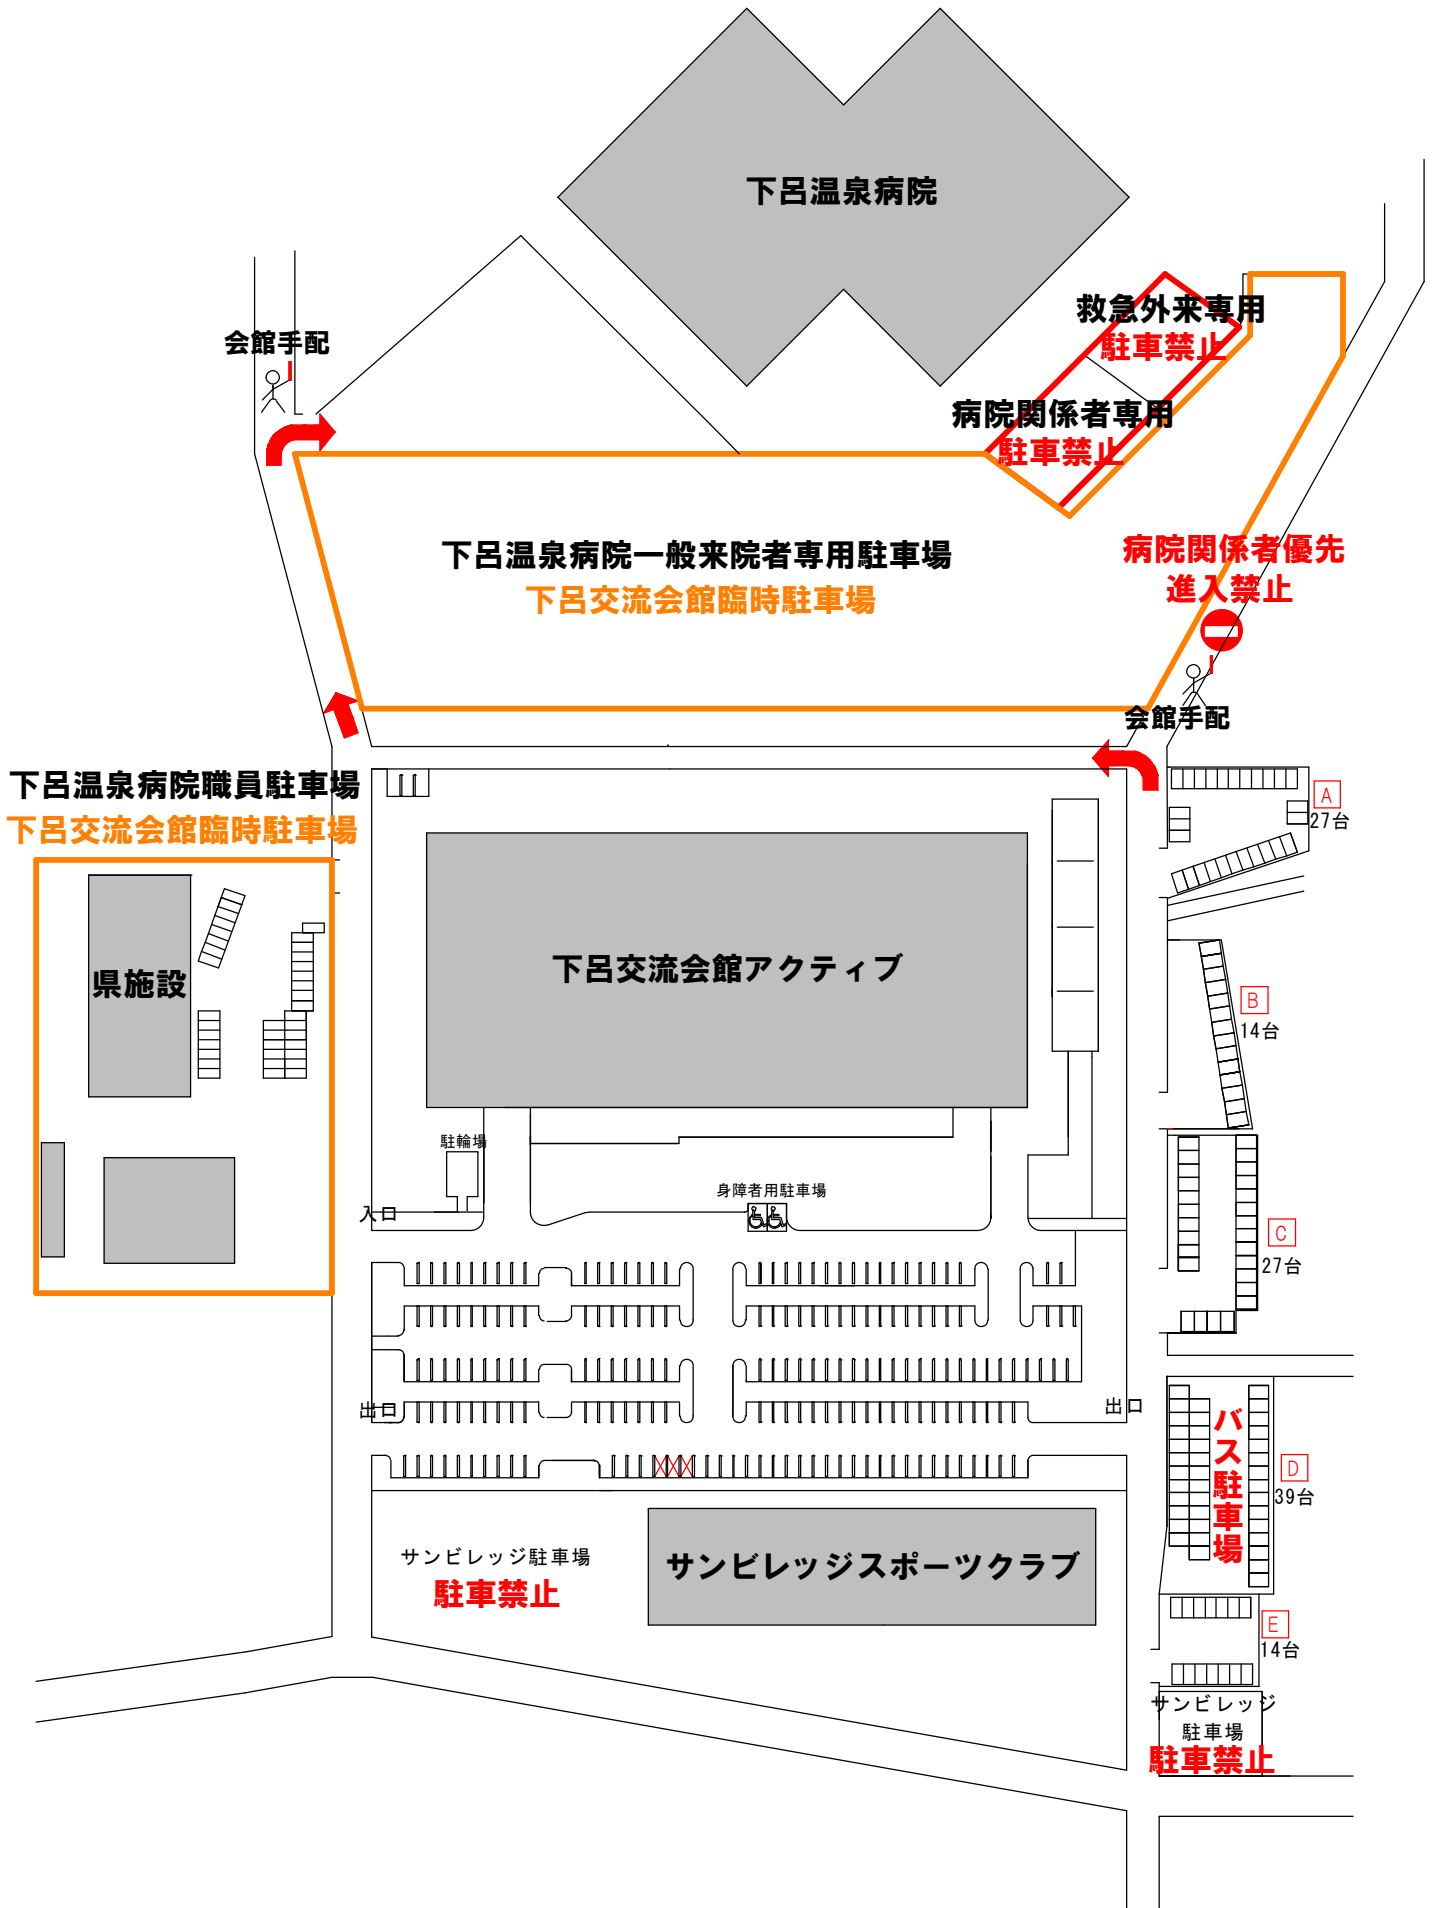 下呂温泉病院
救急外来専用
駐車禁止
会館手配
病院関係者専用
駐車禁止
下呂温泉病院一般来院者専用駐車場
下呂交流会館臨時駐車場
病院関係者優先
進入禁止
会館手配
下呂温泉病院職員駐車場
下呂交流会館臨時駐車場
A
27台
県施設
下呂交流会館アクティブ
B
14台
駐輪場
身障者用駐車場
入口
C
27台
出口
出口
バス駐車場
D
39台
サンビレッジ駐車場
駐車禁止
サンビレッジスポーツクラブ
E
14台
サンビレッジ
駐車場
駐車禁止